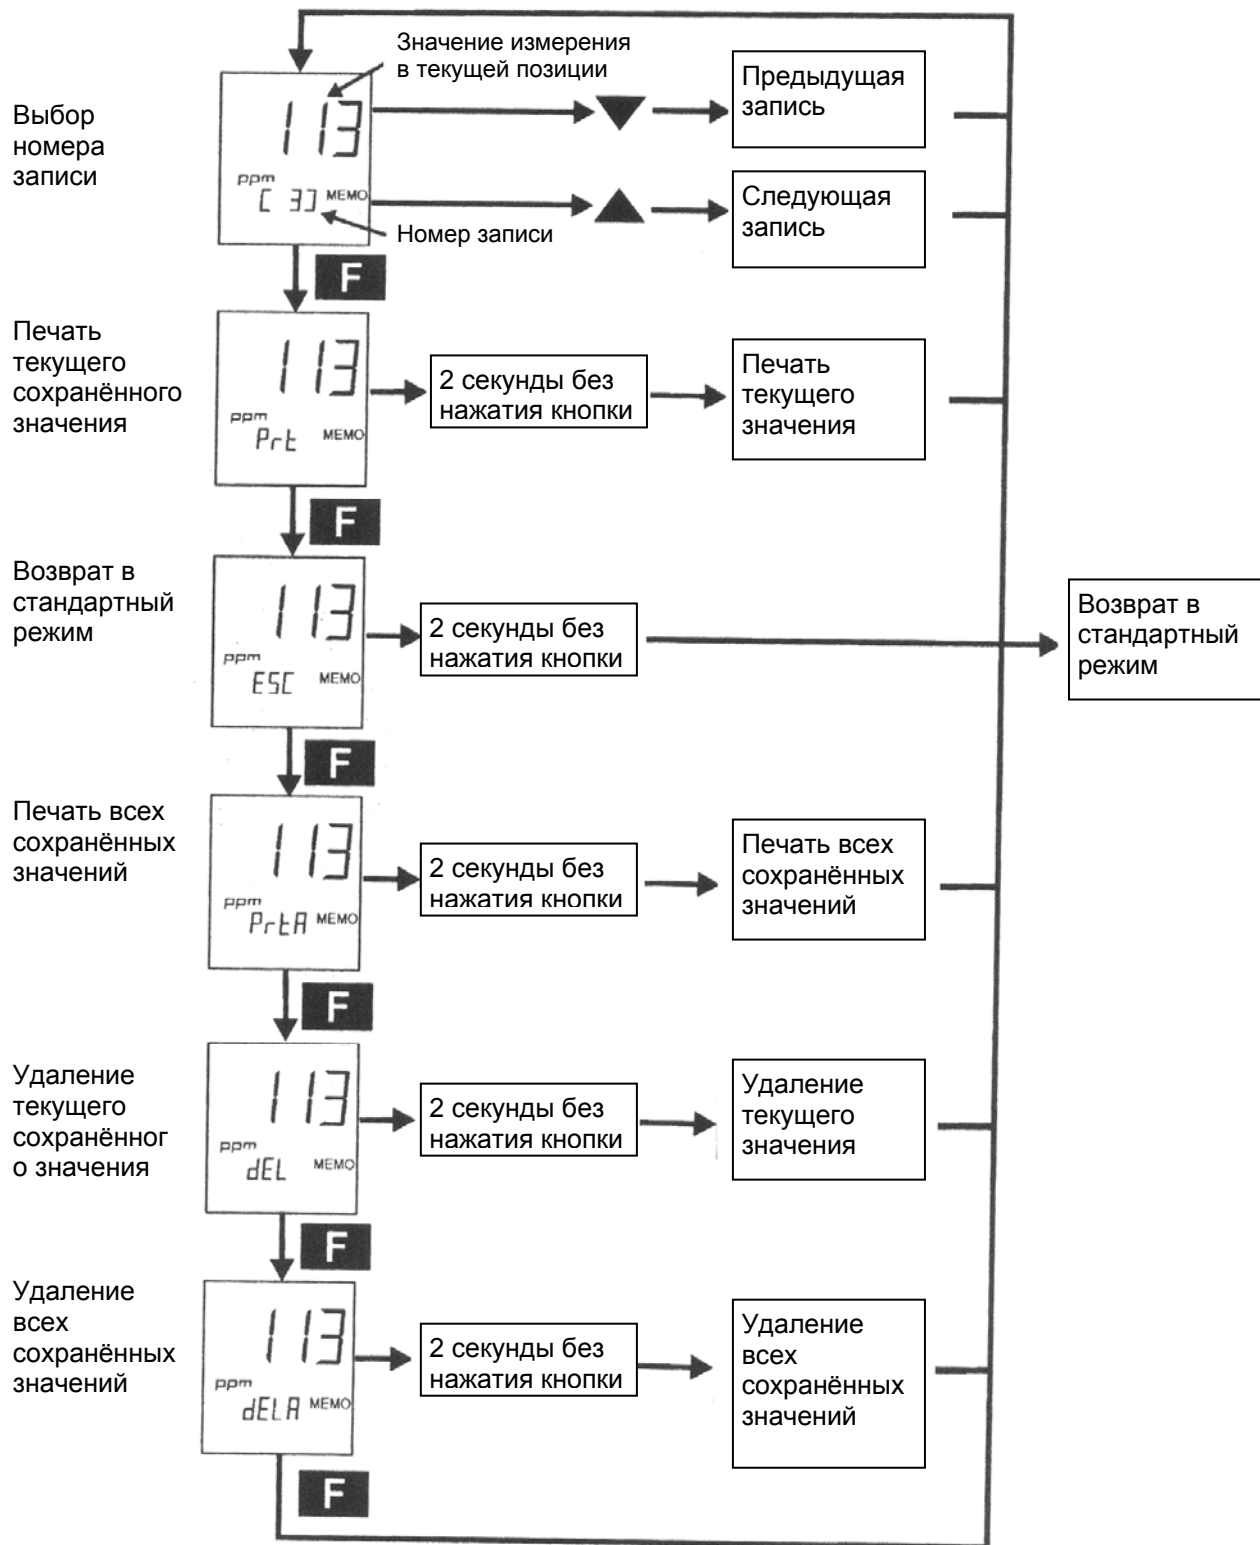 Значение измерения
в текущей позиции
Выбор
номера
записи
113
ppm
[ 3] MEMO
Предыдущая
запись
Следующая
запись
Номер записи
F
Печать
текущего
сохранённого
значения
113
ppm
Prt MEMO
2 секунды без
нажатия кнопки
Печать
текущего
значения
F
Возврат в
стандартный
режим
113
ppm
ESC MEMO
2 секунды без
нажатия кнопки
Возврат в
стандартный
режим
F
Печать всех
сохранённых
значений
113
ppm
PrtA MEMO
2 секунды без
нажатия кнопки
Печать всех
сохранённых
значений
F
Удаление
текущего
сохранённог
о значения
113
ppm
dEL MEMO
2 секунды без
нажатия кнопки
Удаление
текущего
значения
F
Удаление
всех
сохранённых
значений
113
ppm
dELA MEMO
2 секунды без
нажатия кнопки
Удаление
всех
сохранённых
значений
F